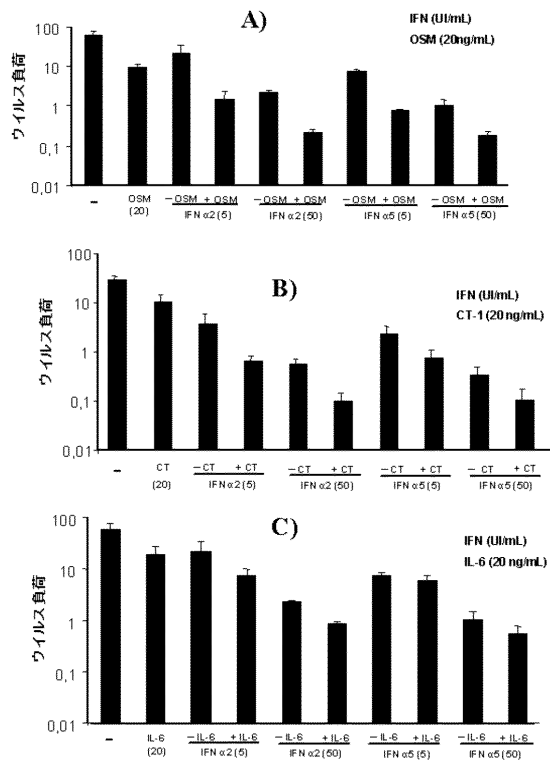 A)
IFN (UI/mL)
OSM (20ng/mL)
ウイルス負荷
100
10
1
0,1
0,01
–
OSM
(20)
– OSM + OSM
IFN α2 (5)
– OSM + OSM
IFN α2 (50)
– OSM + OSM
IFN α5 (5)
– OSM + OSM
IFN α5 (50)
B)
IFN (UI/mL)
CT-1 (20 ng/mL)
ウイルス負荷
100
10
1
0,1
0,01
–
CT
(20)
– CT + CT
IFN α2 (5)
– CT + CT
IFN α2 (50)
– CT + CT
IFN α5 (5)
– CT + CT
IFN α5 (50)
C)
IFN (UI/mL)
IL-6 (20 ng/mL)
ウイルス負荷
100
10
1
0,1
0,01
–
IL-6
(20)
– IL-6 + IL-6
IFN α2 (5)
– IL-6 + IL-6
IFN α2 (50)
– IL-6 + IL-6
IFN α5 (5)
– IL-6 + IL-6
IFN α5 (50)